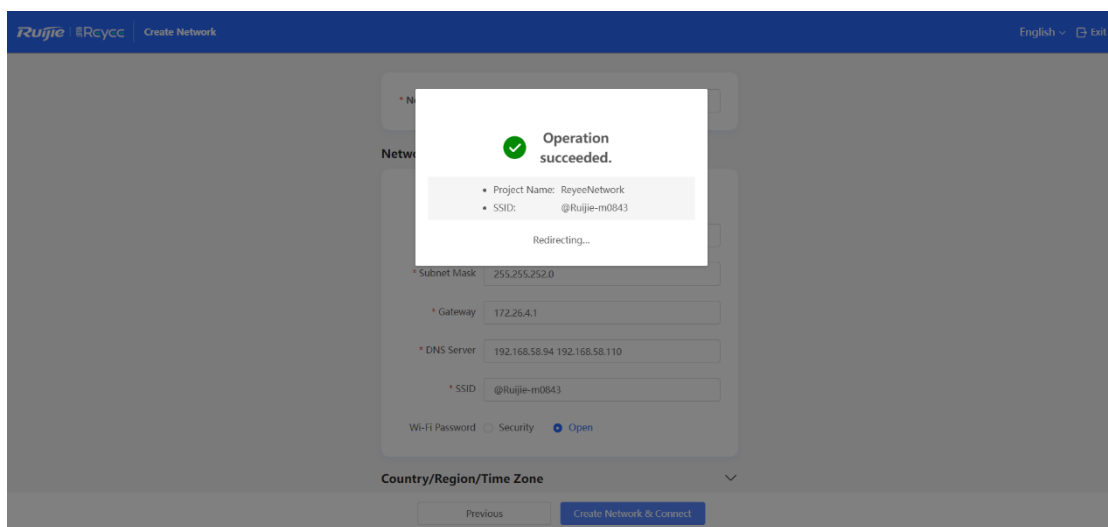 Ruijie Rcycc Create Network English Exit
* N
Operation
succeeded.
Netw
• Project Name: ReyeeNetwork
• SSID: @Ruijie-m0843
Redirecting...
* Subnet Mask 255.255.252.0
* Gateway 172.26.4.1
* DNS Server 192.168.58.94 192.168.58.110
* SSID @Ruijie-m0843
Wi-Fi Password Security Open
Country/Region/Time Zone
Previous Create Network & Connect